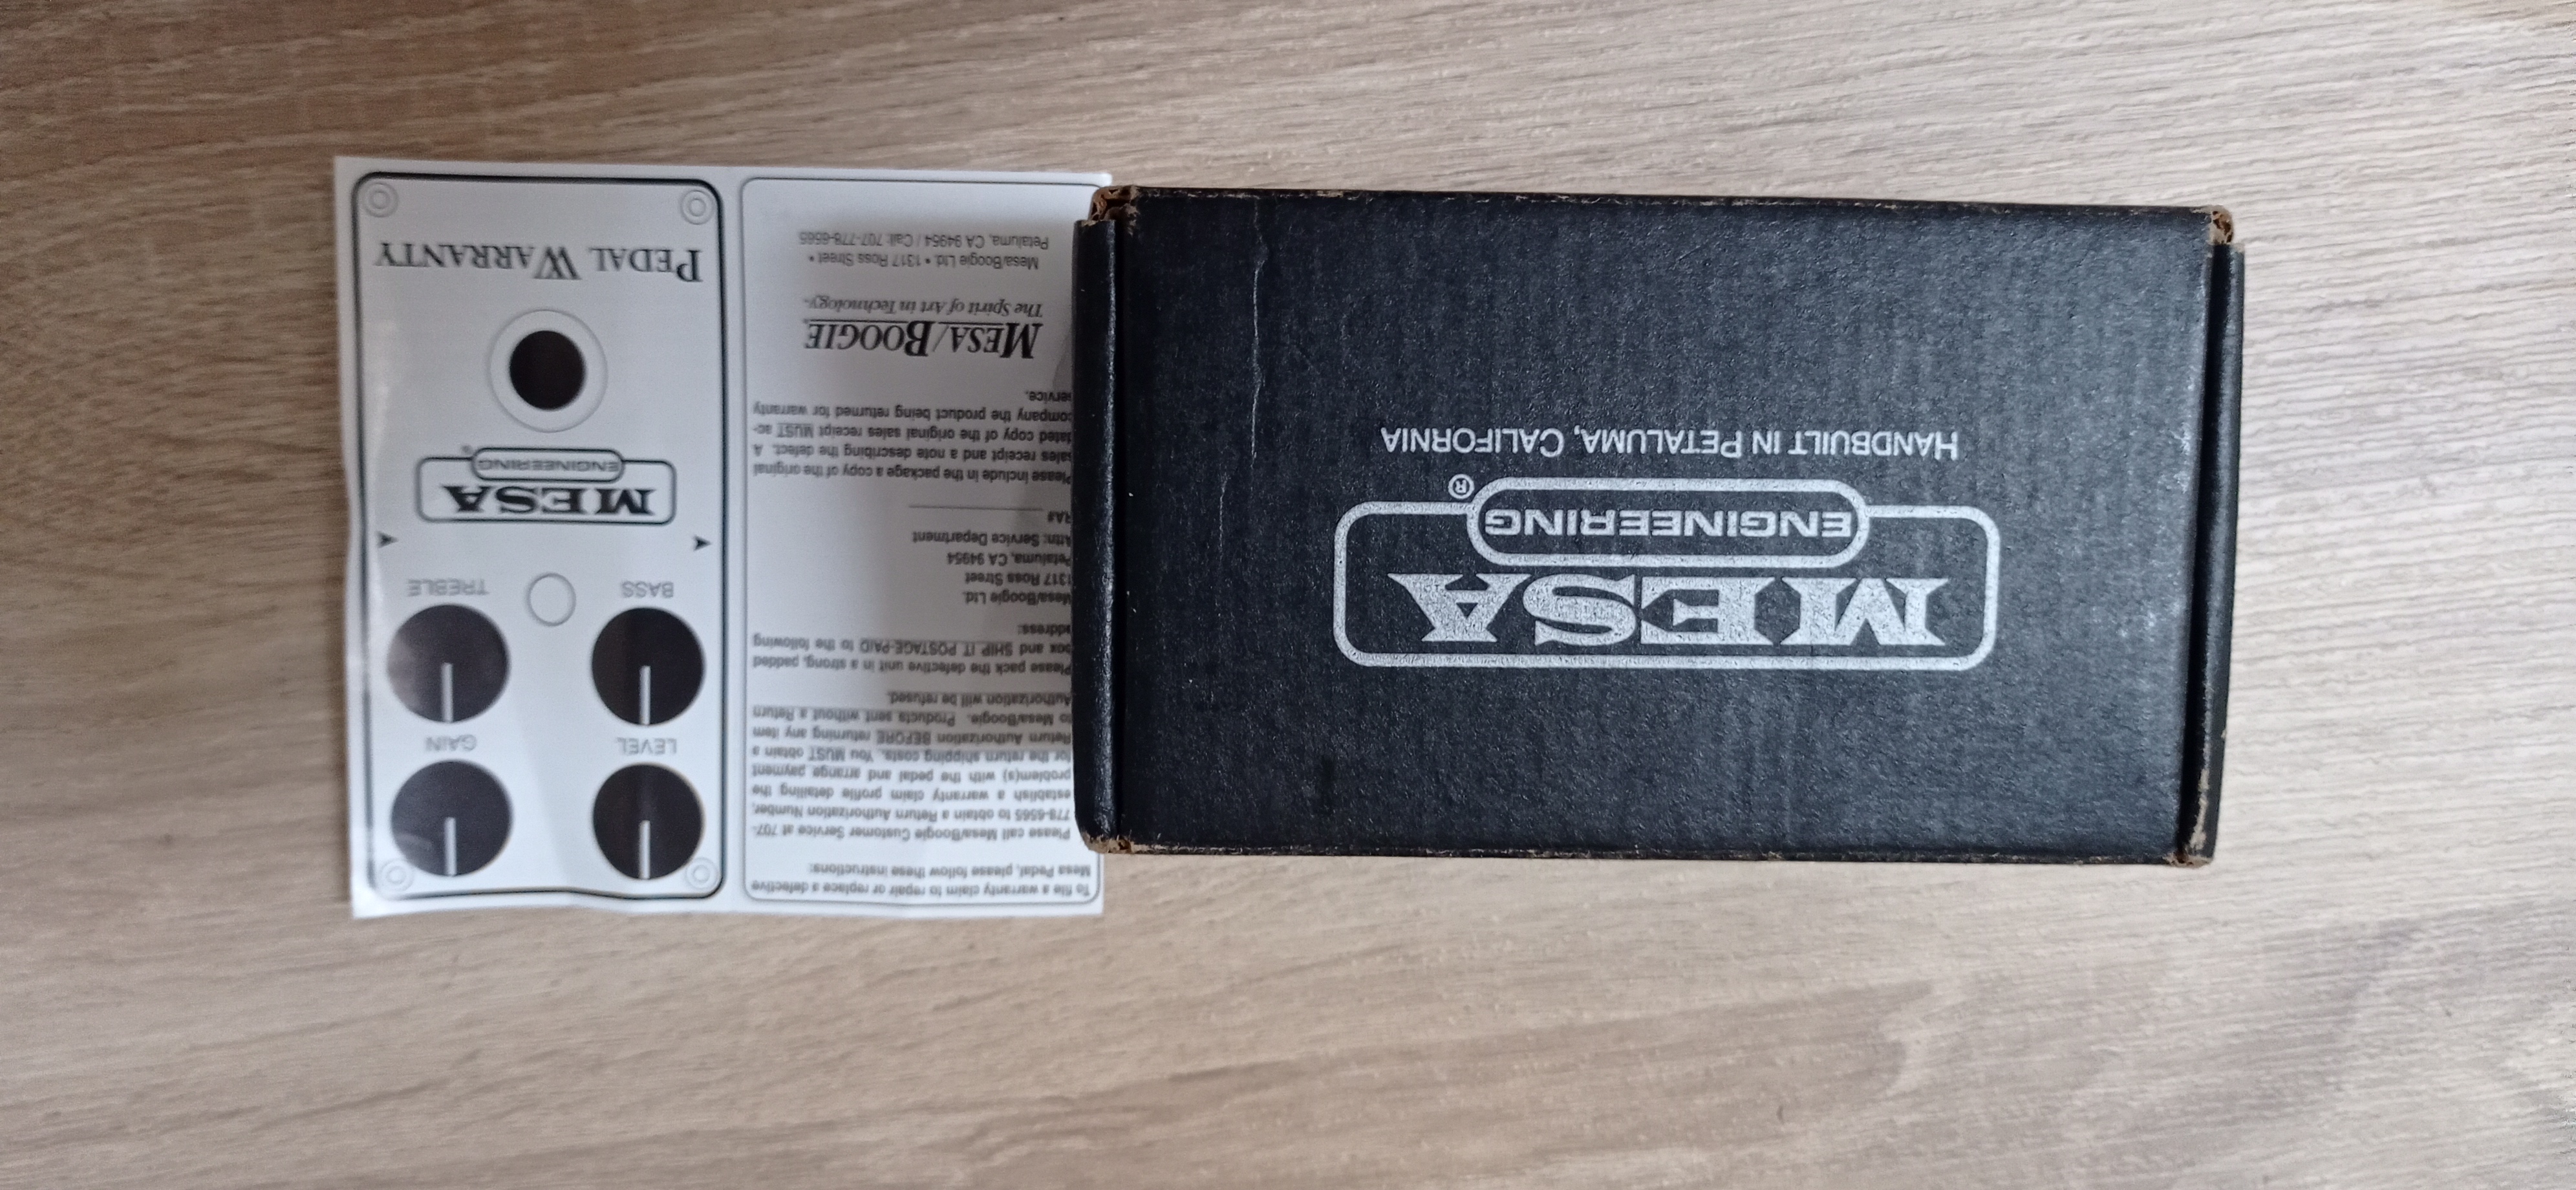 MESA
ENGINEERING ®
HANDBUILT IN PETALUMA, CALIFORNIA
To file a warranty claim to repair or replace a defective
Mesa Pedal, please follow these instructions:
Please call Mesa/Boogie Customer Service at 707-
778-6565 to obtain a Return Authorization Number,
establish a warranty claim profile detailing the
problem(s) with the pedal and arrange payment
for the return shipping costs. You MUST obtain a
Return Authorization BEFORE returning any item
to Mesa/Boogie. Products sent without a Return
Authorization will be refused.
Please pack the defective unit in a strong, padded
box and SHIP IT POSTAGE-PAID to the following
address:
Mesa/Boogie Ltd.
1317 Ross Street
Petaluma, CA 94954
Attn: Service Department
RA#
Please include in the package a copy of the original
sales receipt and a note describing the defect. A
dated copy of the original sales receipt MUST ac-
company the product being returned for warranty
service.
MESA/BOOGIE
The Spirit of Art in Technology
Mesa/Boogie Ltd. • 1317 Ross Street •
Petaluma, CA 94954 / Call: 707-778-6565
LEVEL GAIN
BASS TREBLE
MESA
ENGINEERING ®
PEDAL WARRANTY